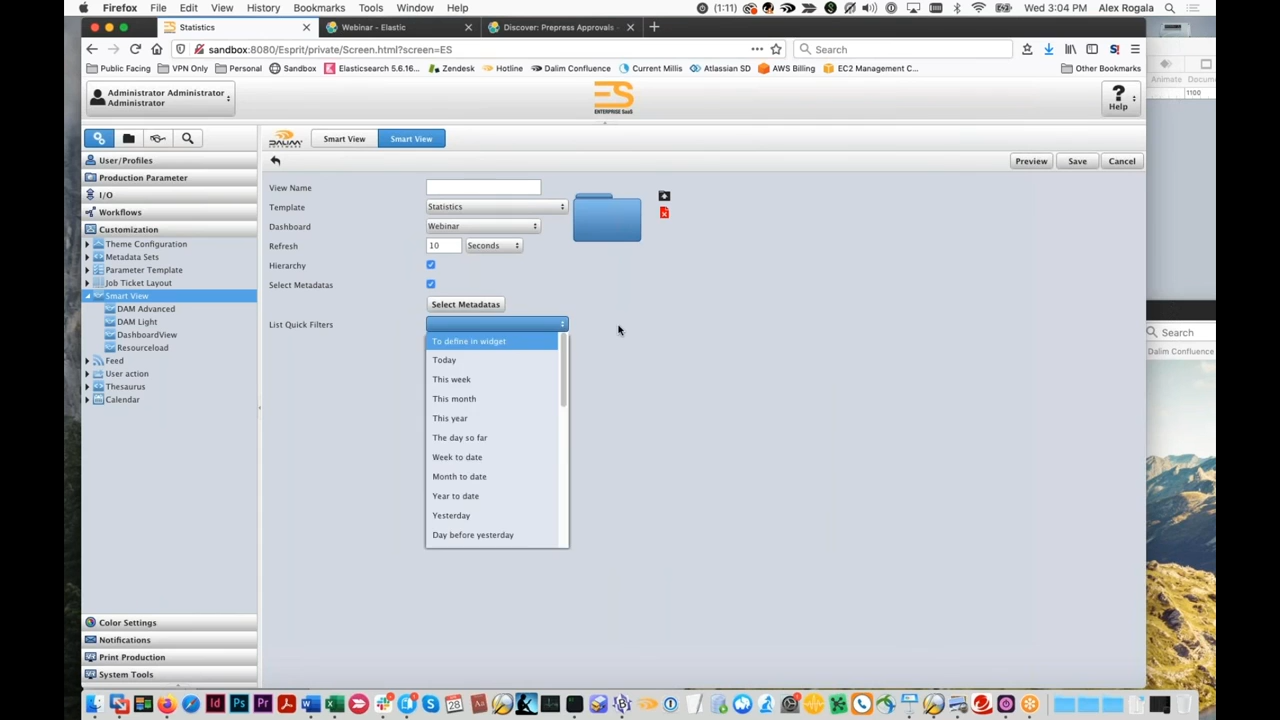 Firefox File Edit View History Bookmarks Tools Window Help (1:11) Wed 3:04 PM Alex Rogala
Statistics Webinar - Elastic Discover: Prepress Approvals -
sandbox:8080/Esprit/private/Screen.html?screen=ES Search
Public Facing VPN Only Personal Sandbox Elasticsearch 5.6.16... Zendesk Hotline Dalim Confluence Current Millis Atlassian SD AWS Billing EC2 Management C... Other Bookmarks
Animate Docum
1100
Administrator Administrator
Administrator
ES
ENTERPRISE SaaS
?
Help
DALIM
SOFTWARE
Smart View Smart View
Preview Save Cancel
User/Profiles
Production Parameter
I/O
Workflows
Customization
Theme Configuration
Metadata Sets
Parameter Template
Job Ticket Layout
Smart View
DAM Advanced
DAM Light
DashboardView
Resourceload
Feed
User action
Thesaurus
Calendar
Color Settings
Notifications
Print Production
System Tools
View Name
Template Statistics
Dashboard Webinar
Refresh 10 Seconds
Hierarchy
Select Metadatas
Select Metadatas
List Quick Filters
To define in widget
Today
This week
This month
This year
The day so far
Week to date
Month to date
Year to date
Yesterday
Day before yesterday
Search
Dalim Confluence